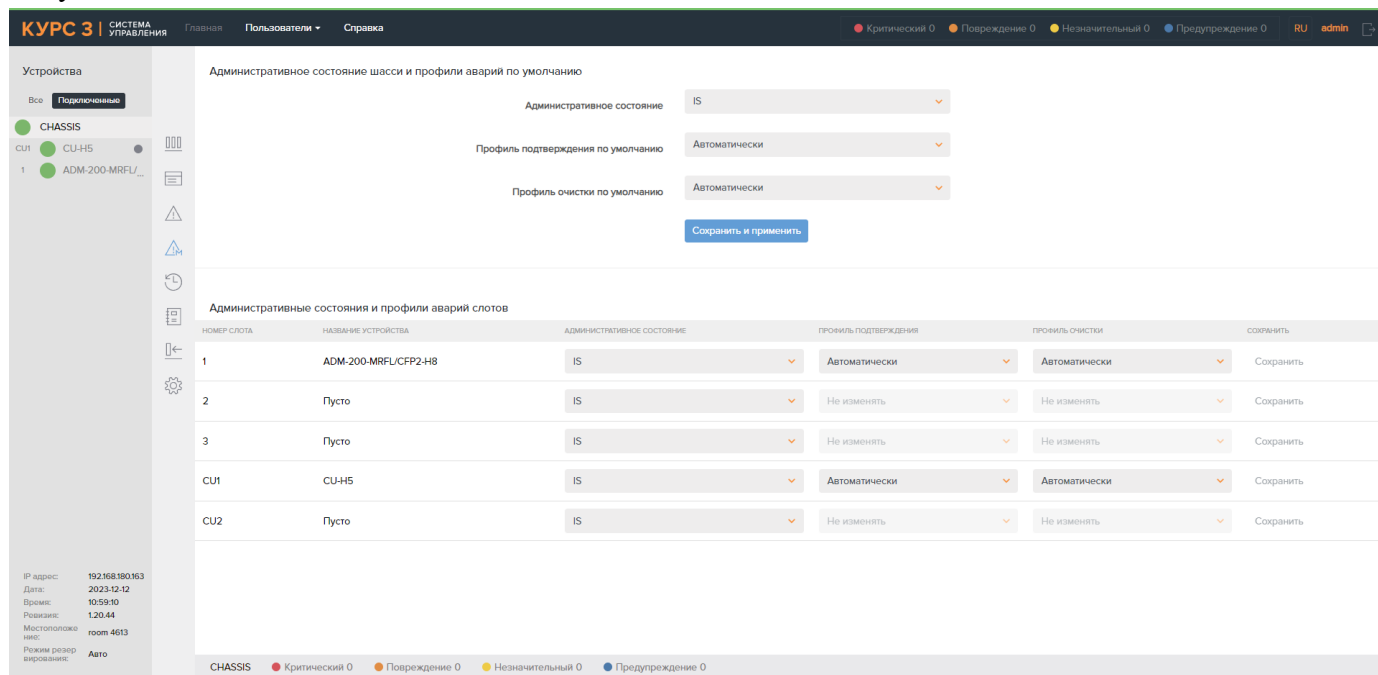 КУРС 3 | СИСТЕМА УПРАВЛЕНИЯ Главная Пользователи Справка Критический 0 Повреждение 0 Незначительный 0 Предупреждение 0 RU admin
Устройства
Все Подключенные
CHASSIS
CU1 CU-H5
1 ADM-200-MRFL/...
Административное состояние шасси и профили аварий по умолчанию
Административное состояние IS
Профиль подтверждения по умолчанию Автоматически
Профиль очистки по умолчанию Автоматически
Сохранить и применить
Административные состояния и профили аварий слотов
НОМЕР СЛОТА НАЗВАНИЕ УСТРОЙСТВА АДМИНИСТРАТИВНОЕ СОСТОЯНИЕ ПРОФИЛЬ ПОДТВЕРЖДЕНИЯ ПРОФИЛЬ ОЧИСТКИ СОХРАНИТЬ
1 ADM-200-MRFL/CFP2-H8 IS Автоматически Автоматически Сохранить
2 Пусто IS Не изменять Не изменять Сохранить
3 Пусто IS Не изменять Не изменять Сохранить
CU1 CU-H5 IS Автоматически Автоматически Сохранить
CU2 Пусто IS Не изменять Не изменять Сохранить
IP адрес: 192.168.180.163
Дата: 2023-12-12
Время: 10:59:10
Ревизия: 1.20.44
Местоположе
ние: room 4613
Режим резер
вирования: Авто
CHASSIS Критический 0 Повреждение 0 Незначительный 0 Предупреждение 0